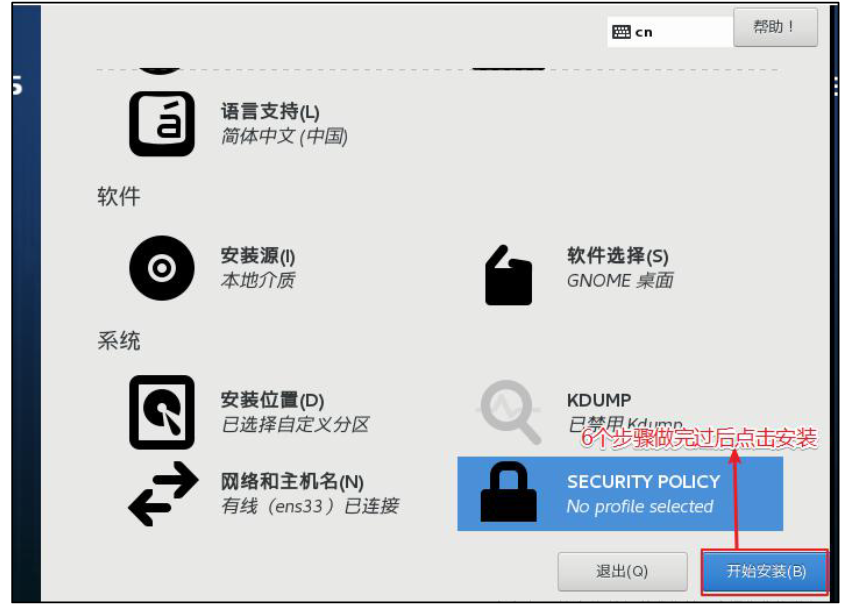 cn
帮助！
S
语言支持(L)
简体中文 (中国)
软件
安装源(I)
本地介质
软件选择(S)
GNOME 桌面
系统
安装位置(D)
已选择自定义分区
KDUMP
已禁用 Kdump
6个步骤做完过后点击安装
网络和主机名(N)
有线（ens33）已连接
SECURITY POLICY
No profile selected
退出(Q)
开始安装(B)